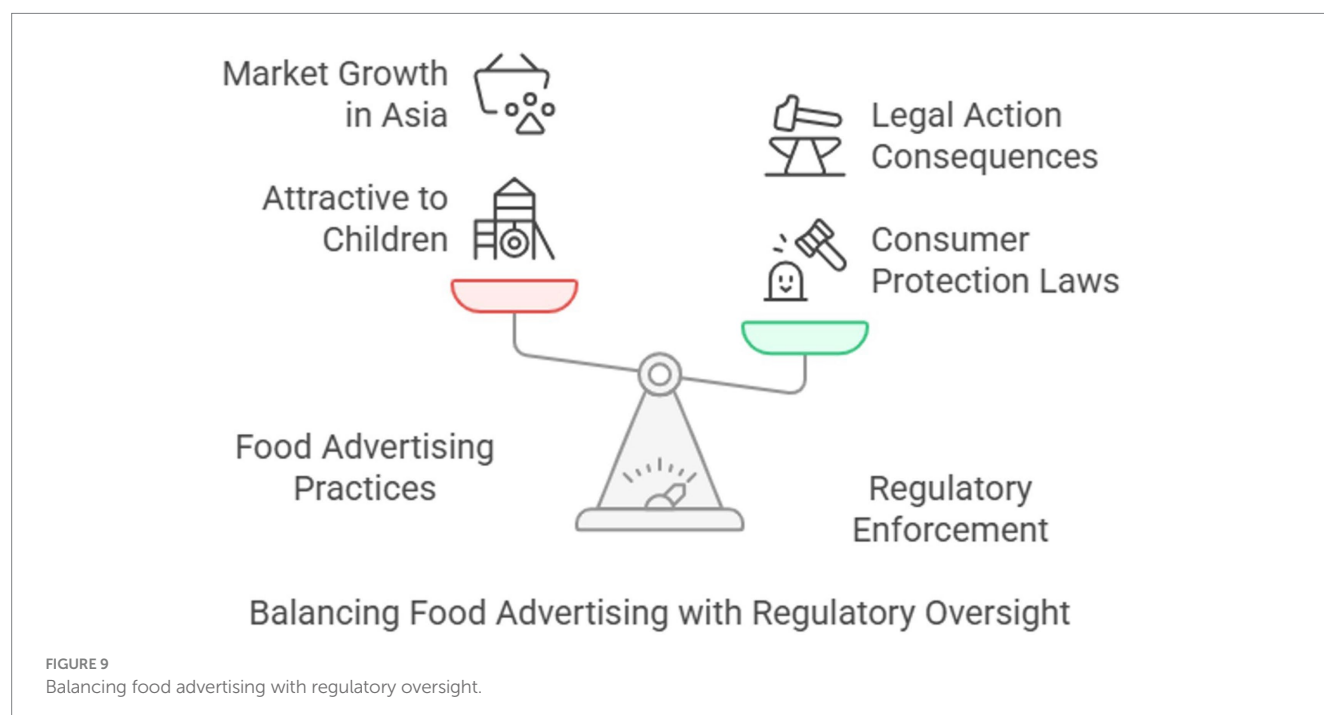 Market Growth
in Asia
Attractive to
Children
Legal Action
Consequences
Consumer
Protection Laws
Food Advertising
Practices
Regulatory
Enforcement
Balancing Food Advertising with Regulatory Oversight
FIGURE 9
Balancing food advertising with regulatory oversight.